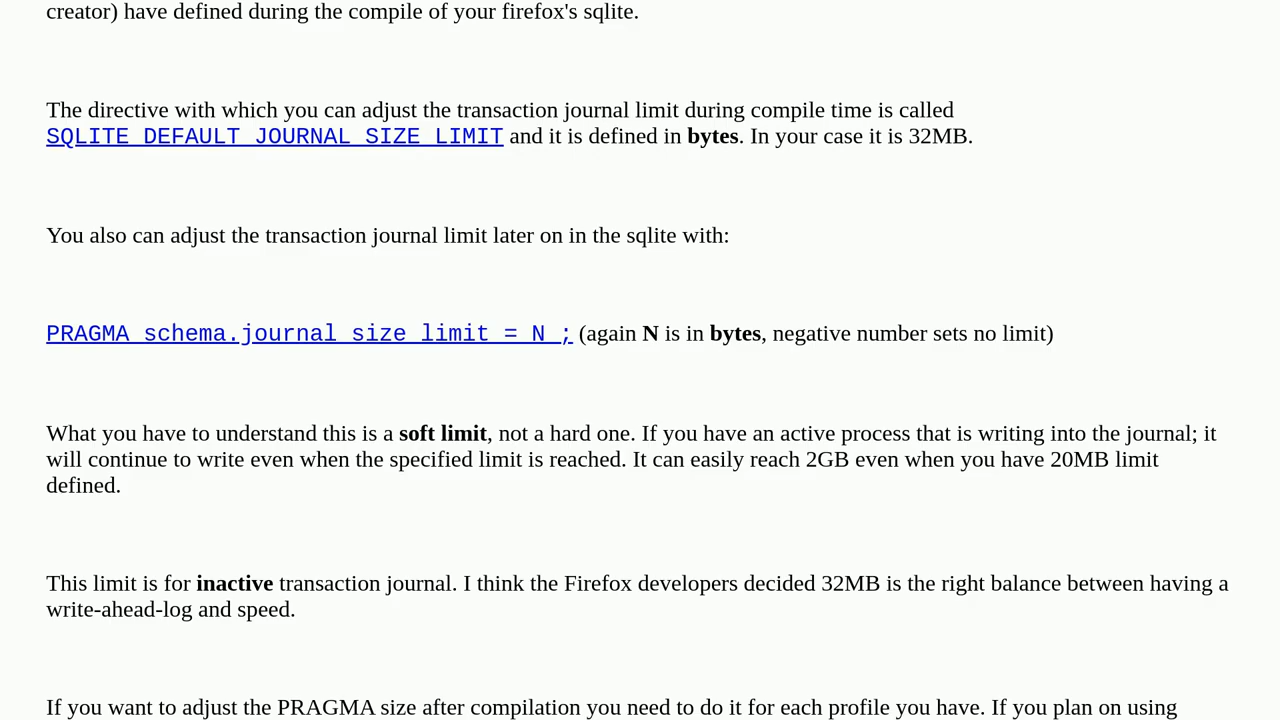 creator) have defined during the compile of your firefox's sqlite.
The directive with which you can adjust the transaction journal limit during compile time is called
SQLITE_DEFAULT_JOURNAL_SIZE_LIMIT and it is defined in bytes. In your case it is 32MB.
You also can adjust the transaction journal limit later on in the sqlite with:
PRAGMA schema.journal_size_limit = N ; (again N is in bytes, negative number sets no limit)
What you have to understand this is a soft limit, not a hard one. If you have an active process that is writing into the journal; it
will continue to write even when the specified limit is reached. It can easily reach 2GB even when you have 20MB limit
defined.
This limit is for inactive transaction journal. I think the Firefox developers decided 32MB is the right balance between having a
write-ahead-log and speed.
If you want to adjust the PRAGMA size after compilation you need to do it for each profile you have. If you plan on using